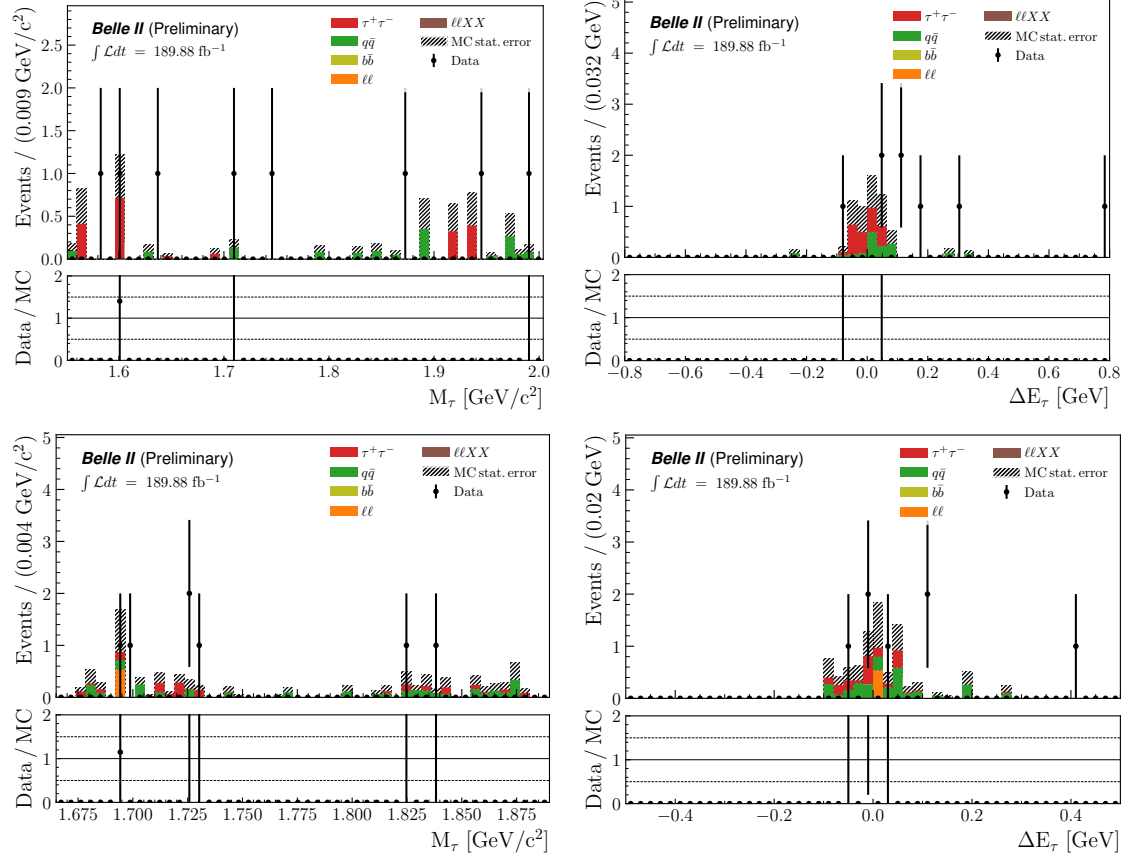 Events / (0.009 GeV/c²)
2.5
2.0
1.5
1.0
0.5
0.0
Belle II (Preliminary)
∫ ℒdt = 189.88 fb⁻¹
τ⁺τ⁻
qq̄
bb̄
ℓℓ
ℓℓXX
MC stat. error
Data
Data / MC
2
1
0
1.6
1.7
1.8
1.9
2.0
M_τ [GeV/c²]
Events / (0.032 GeV)
5
4
3
2
1
0
Belle II (Preliminary)
∫ ℒdt = 189.88 fb⁻¹
τ⁺τ⁻
qq̄
bb̄
ℓℓ
ℓℓXX
MC stat. error
Data
Data / MC
2
1
0
−0.8
−0.6
−0.4
−0.2
0.0
0.2
0.4
0.6
0.8
ΔE_τ [GeV]
Events / (0.004 GeV/c²)
5
4
3
2
1
0
Belle II (Preliminary)
∫ ℒdt = 189.88 fb⁻¹
τ⁺τ⁻
qq̄
bb̄
ℓℓ
ℓℓXX
MC stat. error
Data
Data / MC
2
1
0
1.675
1.700
1.725
1.750
1.775
1.800
1.825
1.850
1.875
M_τ [GeV/c²]
Events / (0.02 GeV)
5
4
3
2
1
0
Belle II (Preliminary)
∫ ℒdt = 189.88 fb⁻¹
τ⁺τ⁻
qq̄
bb̄
ℓℓ
ℓℓXX
MC stat. error
Data
Data / MC
2
1
0
−0.4
−0.2
0.0
0.2
0.4
ΔE_τ [GeV]